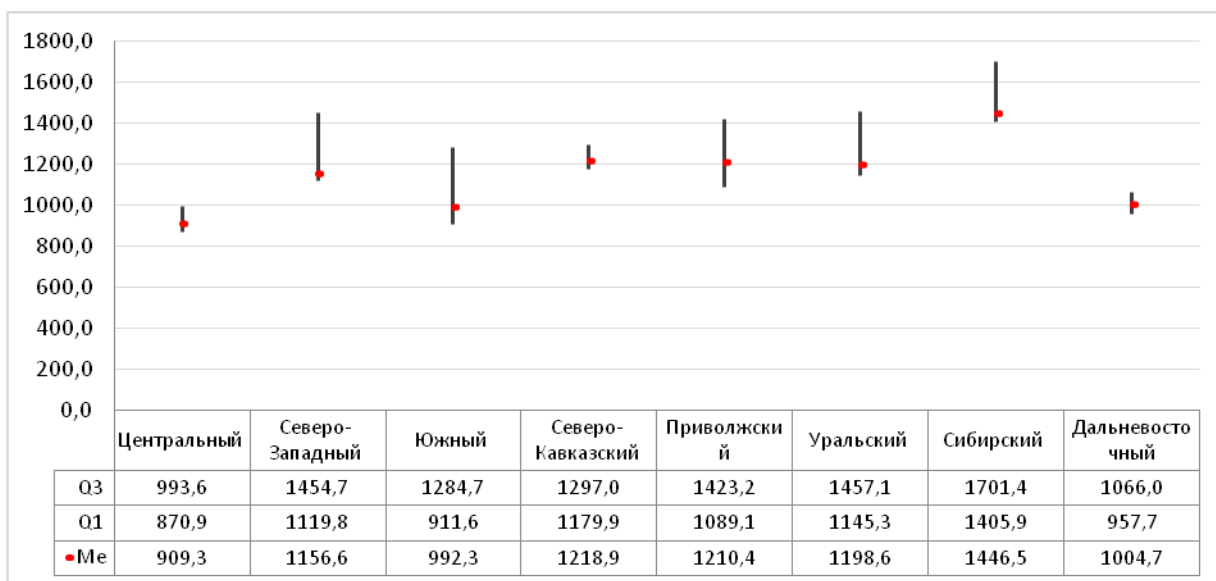 1800,0
1600,0
1400,0
1200,0
1000,0
800,0
600,0
400,0
200,0
0,0
Центральный Северо- Южный Северо- Приволжски Уральский Сибирский Дальневосто
Западный Кавказский й чный
Q3 993,6 1454,7 1284,7 1297,0 1423,2 1457,1 1701,4 1066,0
Q1 870,9 1119,8 911,6 1179,9 1089,1 1145,3 1405,9 957,7
Me 909,3 1156,6 992,3 1218,9 1210,4 1198,6 1446,5 1004,7